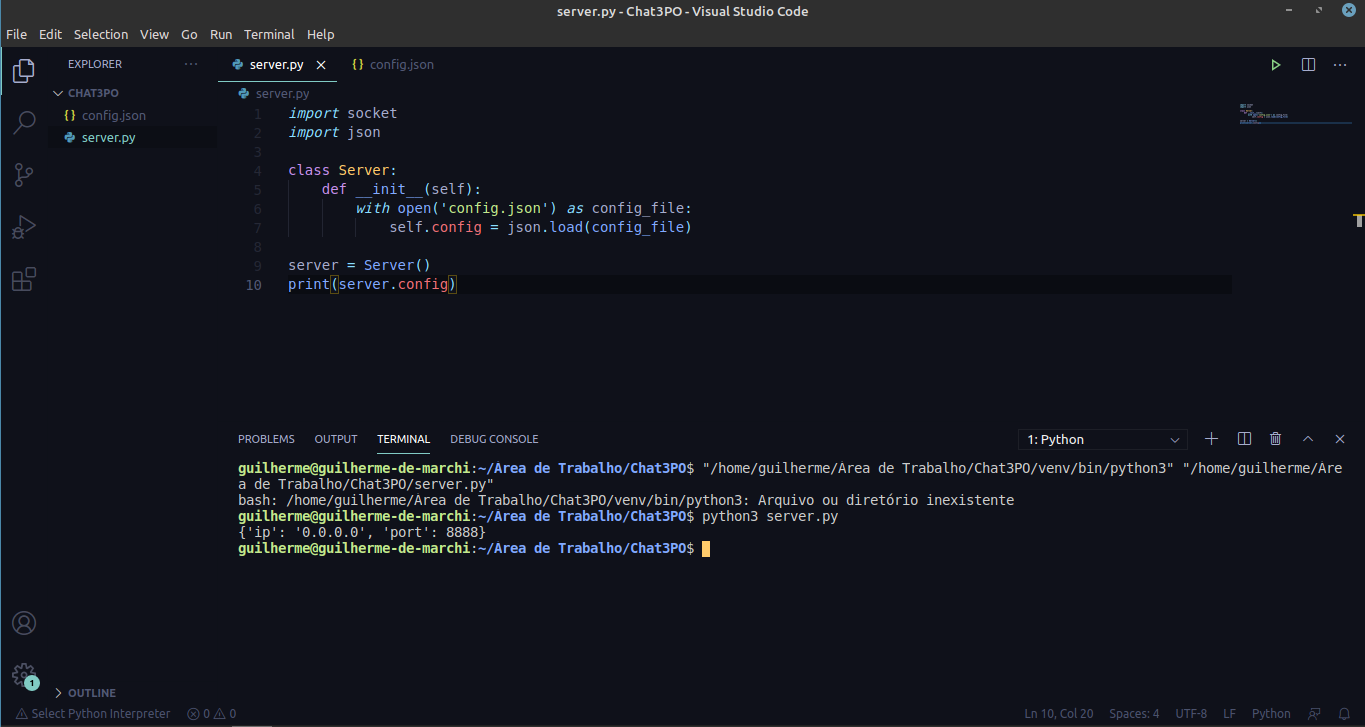 server.py - Chat3PO - Visual Studio Code
File Edit Selection View Go Run Terminal Help
EXPLORER ···
CHAT3PO
{} config.json
server.py
server.py × {} config.json
server.py
1 import socket
2 import json
3
4 class Server:
5 def __init__(self):
6 with open('config.json') as config_file:
7 self.config = json.load(config_file)
8
9 server = Server()
10 print(server.config)
PROBLEMS OUTPUT TERMINAL DEBUG CONSOLE 1: Python
guilherme@guilherme-de-marchi:~/Área de Trabalho/Chat3PO$ "/home/guilherme/Área de Trabalho/Chat3PO/venv/bin/python3" "/home/guilherme/Áre
a de Trabalho/Chat3PO/server.py"
bash: /home/guilherme/Área de Trabalho/Chat3PO/venv/bin/python3: Arquivo ou diretório inexistente
guilherme@guilherme-de-marchi:~/Área de Trabalho/Chat3PO$ python3 server.py
{'ip': '0.0.0.0', 'port': 8888}
guilherme@guilherme-de-marchi:~/Área de Trabalho/Chat3PO$
1
OUTLINE
Select Python Interpreter 0 0 Ln 10, Col 20 Spaces: 4 UTF-8 LF Python